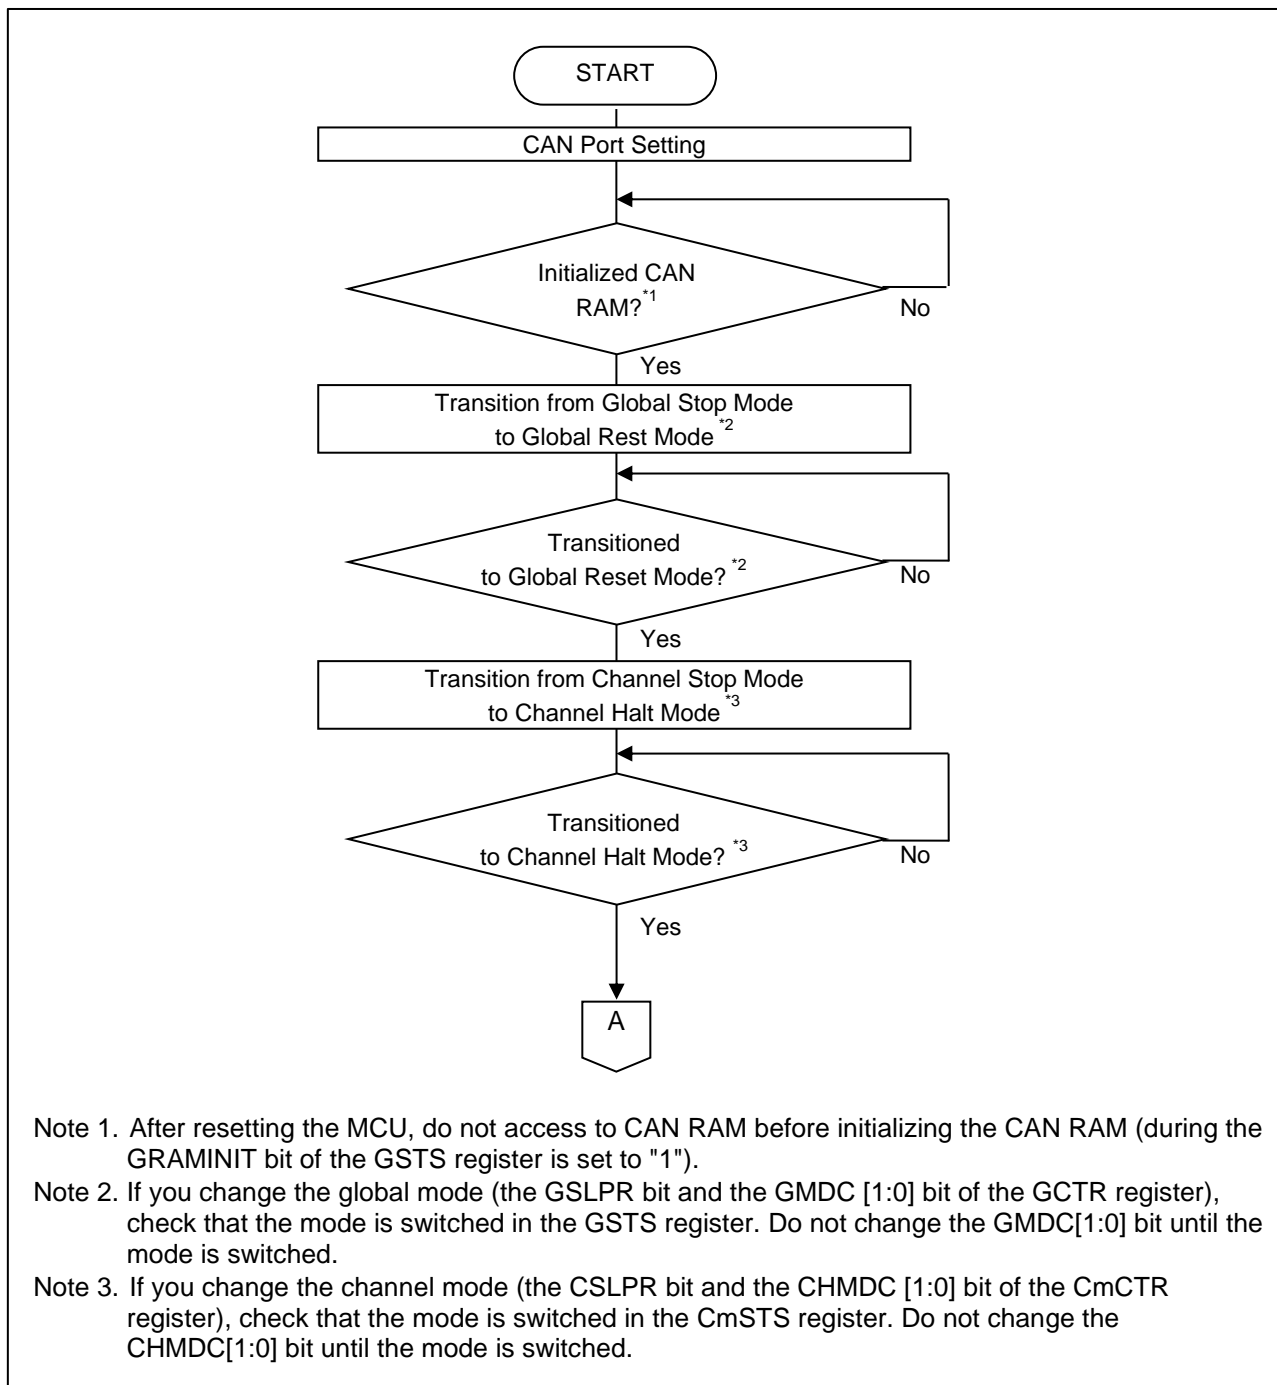 START
CAN Port Setting
Initialized CAN
RAM?*1
No
Yes
Transition from Global Stop Mode
to Global Rest Mode *2
Transitioned
to Global Reset Mode? *2
No
Yes
Transition from Channel Stop Mode
to Channel Halt Mode *3
Transitioned
to Channel Halt Mode? *3
No
Yes
A
Note 1. After resetting the MCU, do not access to CAN RAM before initializing the CAN RAM (during the
GRAMINIT bit of the GSTS register is set to "1").
Note 2. If you change the global mode (the GSLPR bit and the GMDC [1:0] bit of the GCTR register),
check that the mode is switched in the GSTS register. Do not change the GMDC[1:0] bit until the
mode is switched.
Note 3. If you change the channel mode (the CSLPR bit and the CHMDC [1:0] bit of the CmCTR
register), check that the mode is switched in the CmSTS register. Do not change the
CHMDC[1:0] bit until the mode is switched.